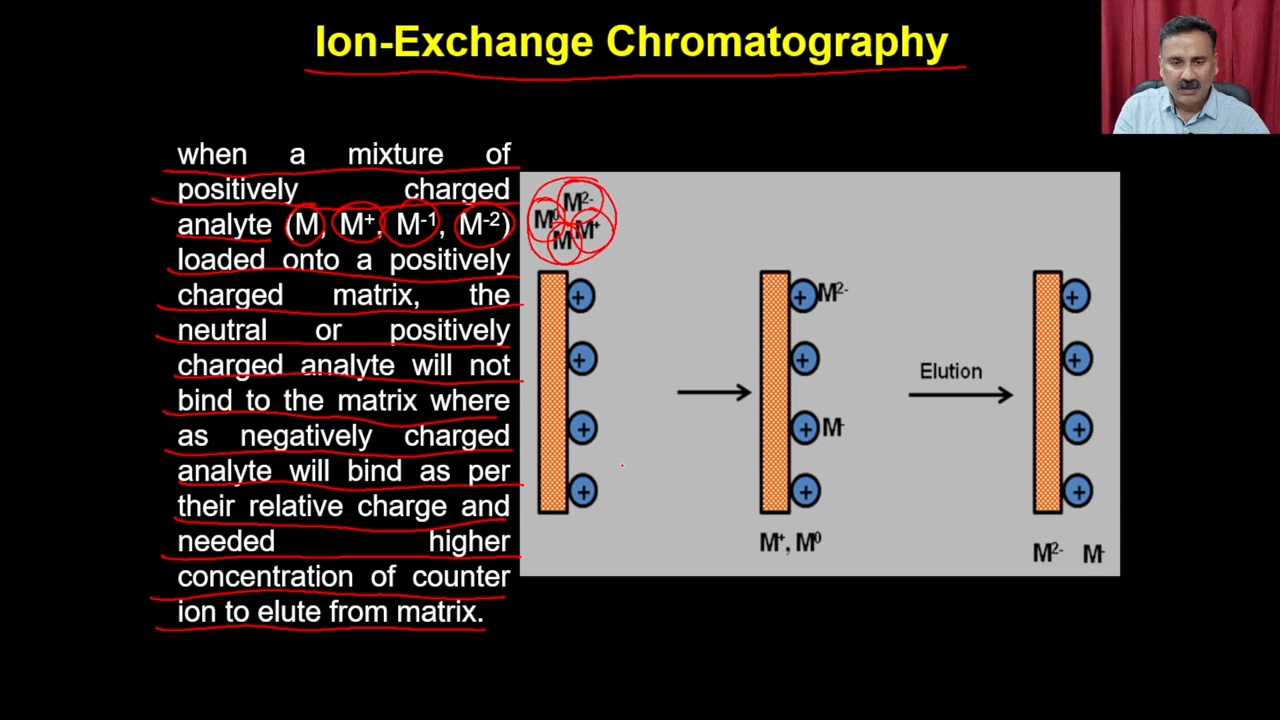 Ion-Exchange Chromatography
when a mixture of
positively charged
analyte (M, M⁺, M⁻¹, M⁻²)
loaded onto a positively
charged matrix, the
neutral or positively
charged analyte will not
bind to the matrix where
as negatively charged
analyte will bind as per
their relative charge and
needed higher
concentration of counter
ion to elute from matrix.
M²⁻
M⁰ M⁺
M⁻
+ + M²⁻ +
+ + +
Elution
+ + M⁻ +
+ + +
M⁺, M⁰
M²⁻ M⁻